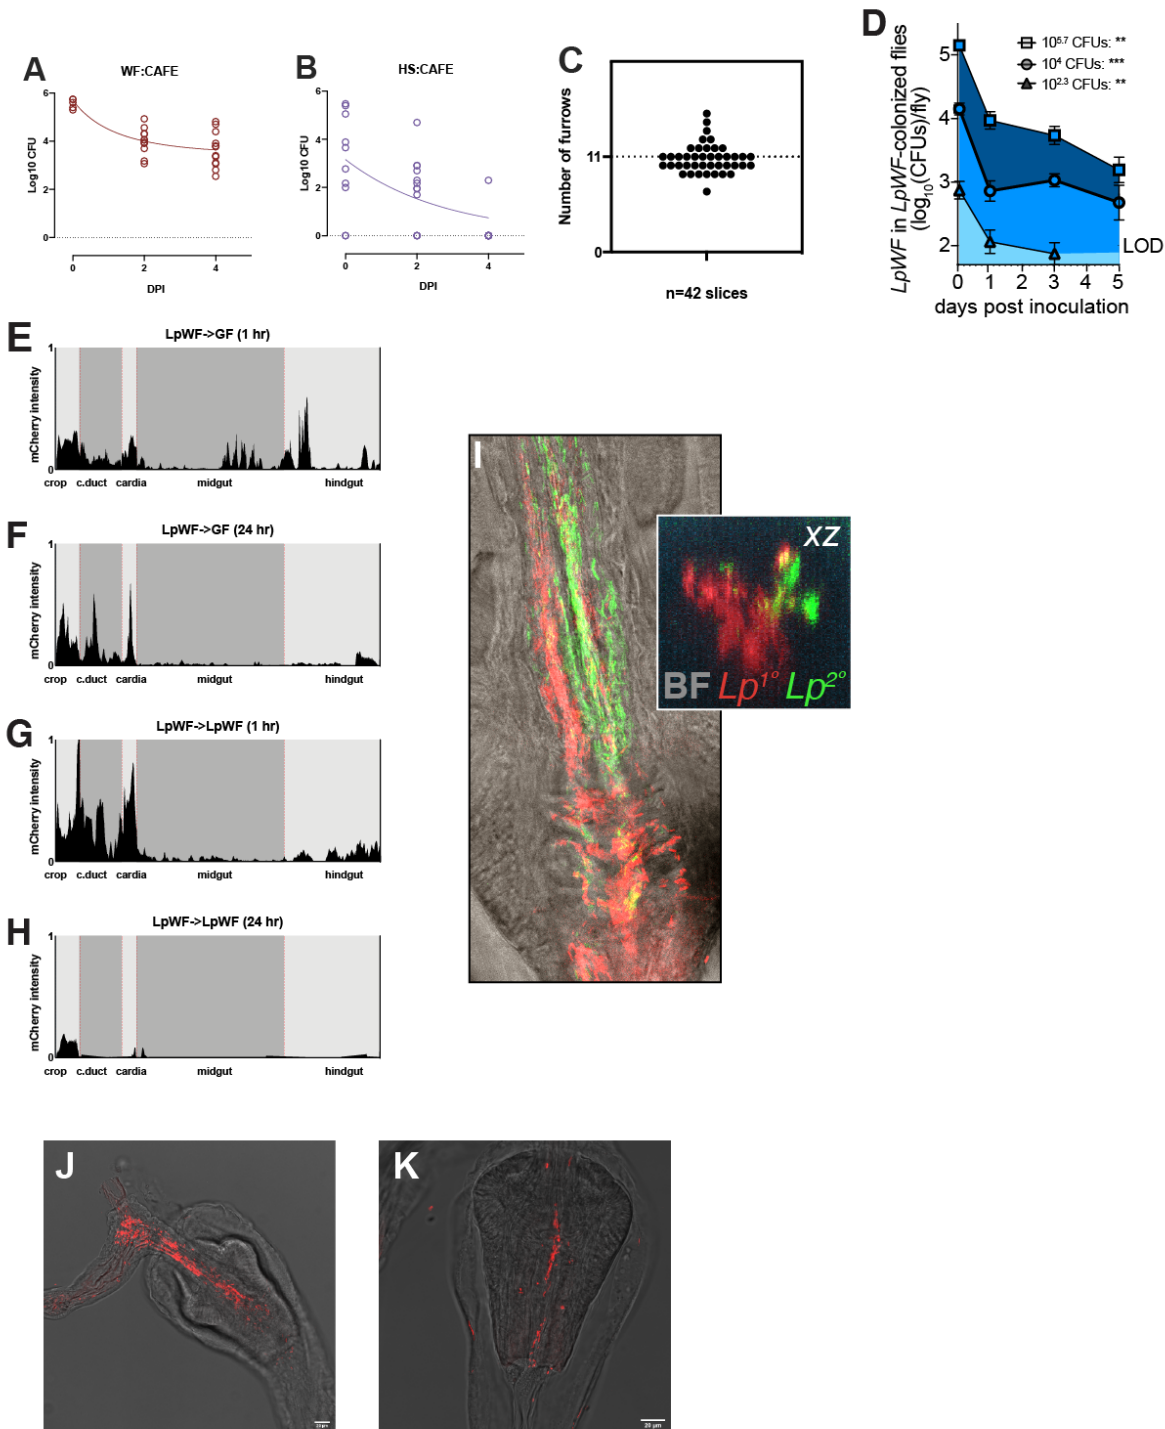 A
WF:CAFE
Log10 CFU
6
4
2
0
0
2
4
DPI
B
HS:CAFE
Log10 CFU
6
4
2
0
0
2
4
DPI
C
Number of furrows
11
0
n=42 slices
D
LpWF in LpWF-colonized flies
(log10(CFUs)/fly)
10^5.7 CFUs: **
10^4 CFUs: ***
10^2.3 CFUs: **
5
4
3
2
LOD
0 1 2 3 4 5
days post inoculation
E
LpWF->GF (1 hr)
mCherry intensity
1
0
crop c.duct cardia midgut hindgut
F
LpWF->GF (24 hr)
mCherry intensity
1
0
crop c.duct cardia midgut hindgut
G
LpWF->LpWF (1 hr)
mCherry intensity
1
0
crop c.duct cardia midgut hindgut
H
LpWF->LpWF (24 hr)
mCherry intensity
1
0
crop c.duct cardia midgut hindgut
I
xz
BF Lp1° Lp2°
J
K
20 µm